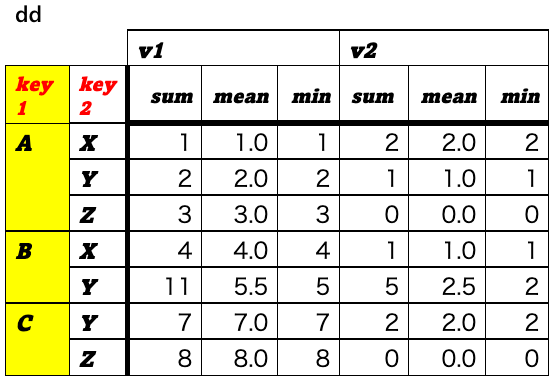 dd
v1 v2
key 1 key 2 sum mean min sum mean min
A X 1 1.0 1 2 2.0 2
Y 2 2.0 2 1 1.0 1
Z 3 3.0 3 0 0.0 0
B X 4 4.0 4 1 1.0 1
Y 11 5.5 5 5 2.5 2
C Y 7 7.0 7 2 2.0 2
Z 8 8.0 8 0 0.0 0